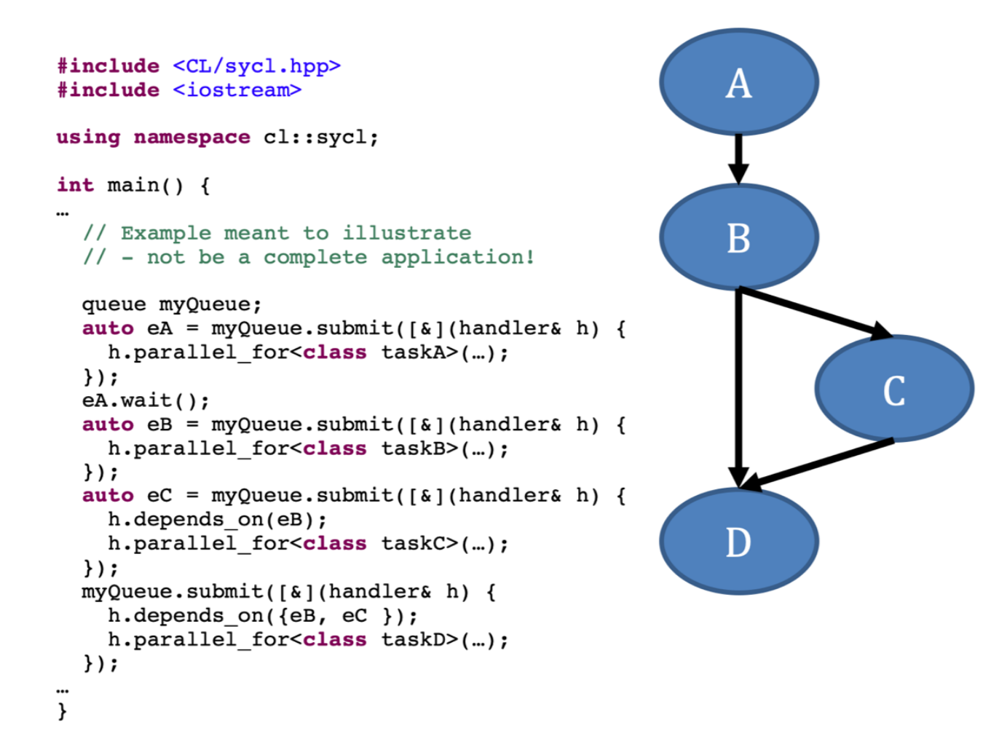 #include <CL/sycl.hpp>
#include <iostream>
using namespace cl::sycl;
int main() {
…
// Example meant to illustrate
// – not be a complete application!
queue myQueue;
auto eA = myQueue.submit([&](handler& h) {
h.parallel_for<class taskA>(…);
});
eA.wait();
auto eB = myQueue.submit([&](handler& h) {
h.parallel_for<class taskB>(…);
});
auto eC = myQueue.submit([&](handler& h) {
h.depends_on(eB);
h.parallel_for<class taskC>(…);
});
myQueue.submit([&](handler& h) {
h.depends_on({eB, eC });
h.parallel_for<class taskD>(…);
});
…
}
A
B
C
D